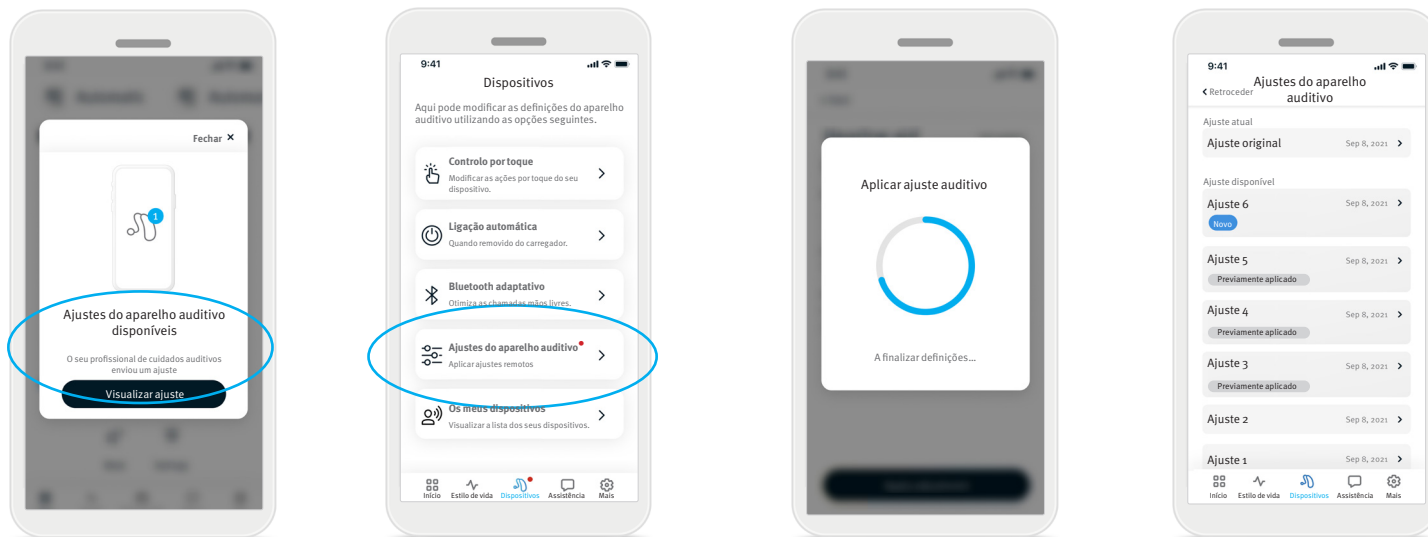 Fechar ×
1
Ajustes do aparelho auditivo
disponíveis
O seu profissional de cuidados auditivos
enviou um ajuste
Visualizar ajuste
9:41
Dispositivos
Aqui pode modificar as definições do aparelho
auditivo utilizando as opções seguintes.
Controlo por toque
Modificar as ações por toque do seu
dispositivo.
Ligação automática
Quando removido do carregador.
Bluetooth adaptativo
Otimiza as chamadas mãos livres.
Ajustes do aparelho auditivo
Aplicar ajustes remotos
Os meus dispositivos
Visualizar a lista dos seus dispositivos.
Início Estilo de vida Dispositivos Assistência Mais
Aplicar ajuste auditivo
A finalizar definições...
9:41
Retroceder
Ajustes do aparelho
auditivo
Ajuste atual
Ajuste original Sep 8, 2021
Ajuste disponível
Ajuste 6 Sep 8, 2021
Novo
Ajuste 5 Sep 8, 2021
Previamente aplicado
Ajuste 4 Sep 8, 2021
Previamente aplicado
Ajuste 3 Sep 8, 2021
Previamente aplicado
Ajuste 2 Sep 8, 2021
Ajuste 1 Sep 8, 2021
Início Estilo de vida Dispositivos Assistência Mais